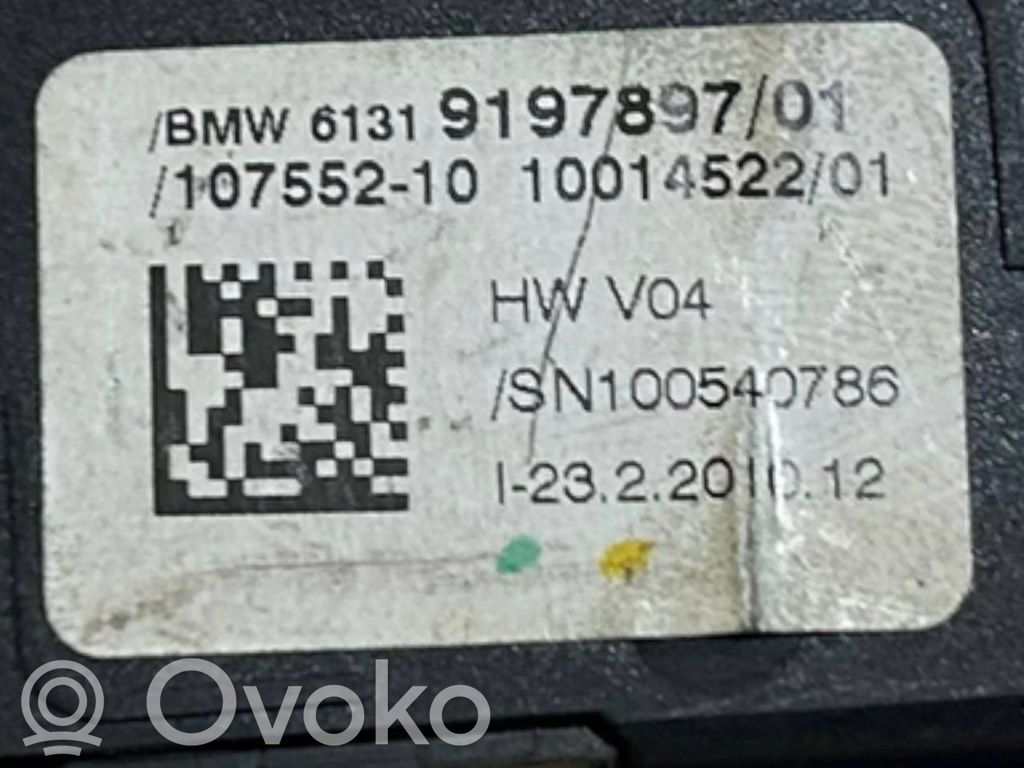 /BMW 6131 9197897/01
/107552-10 10014522/01
HW V04
/SN100540786
I-23.2.2010.12
Ovoko